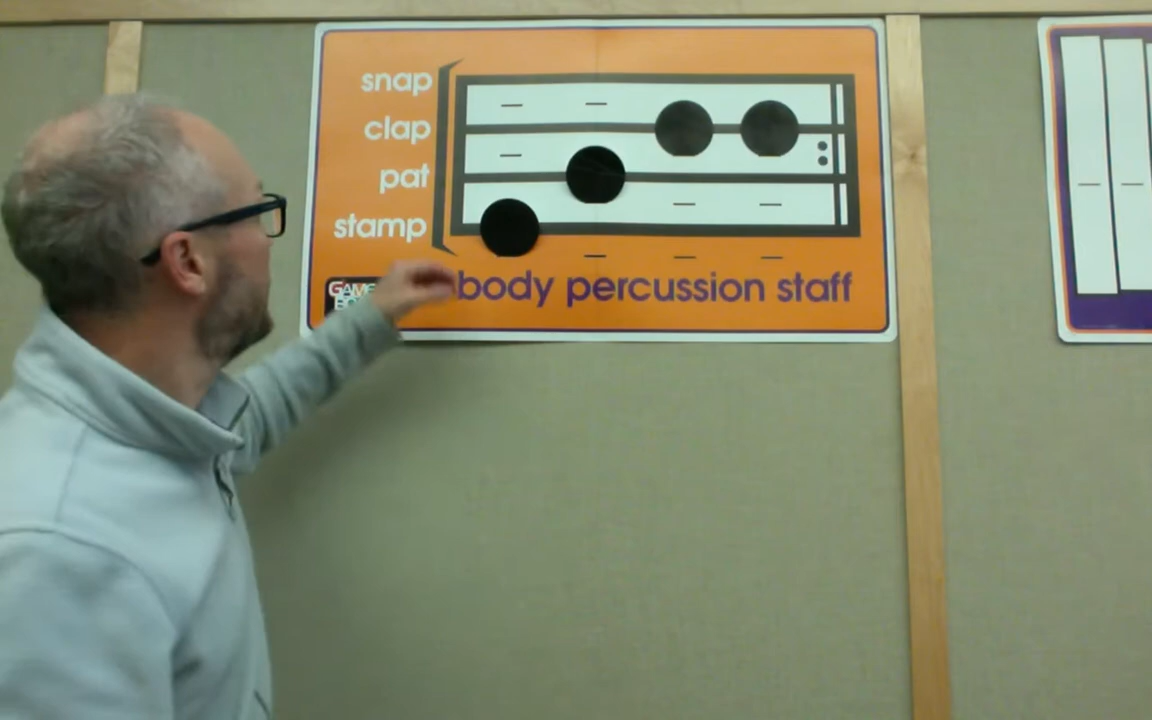 snap
clap
pat
stamp
body percussion staff